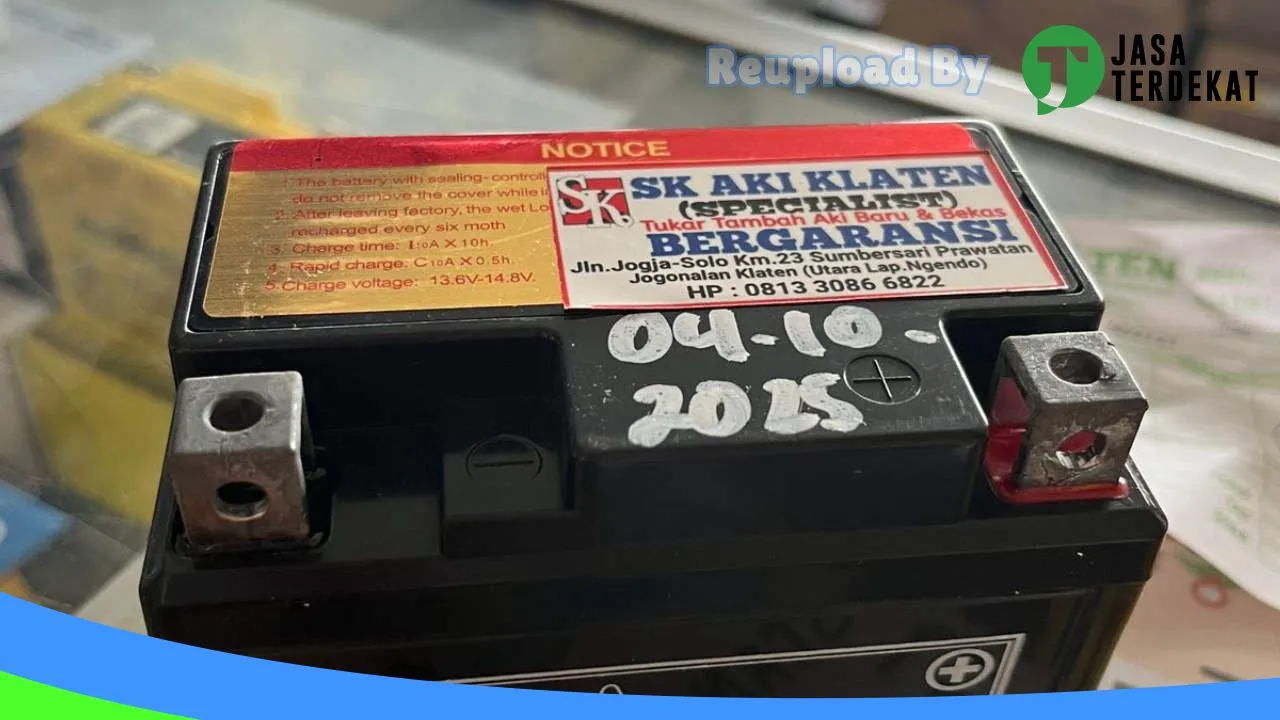 Reupload By
JASA
TERDEKAT
NOTICE
1. The battery with sealing-controll
do not remove the cover while i
2. After leaving factory, the wet Lo
recharged every six moth
3. Charge time: I10A X 10h.
4. Rapid charge: C10A X 0.5h.
5. Charge voltage: 13.6V-14.8V.
SK
SK AKI KLATEN
(SPECIALIST)
Tukar Tambah Aki Baru & Bekas
BERGARANSI
Jln.Jogja-Solo Km.23 Sumbersari Prawatan
Jogonalan Klaten (Utara Lap.Ngendo)
HP : 0813 3086 6822
04-10-
2025